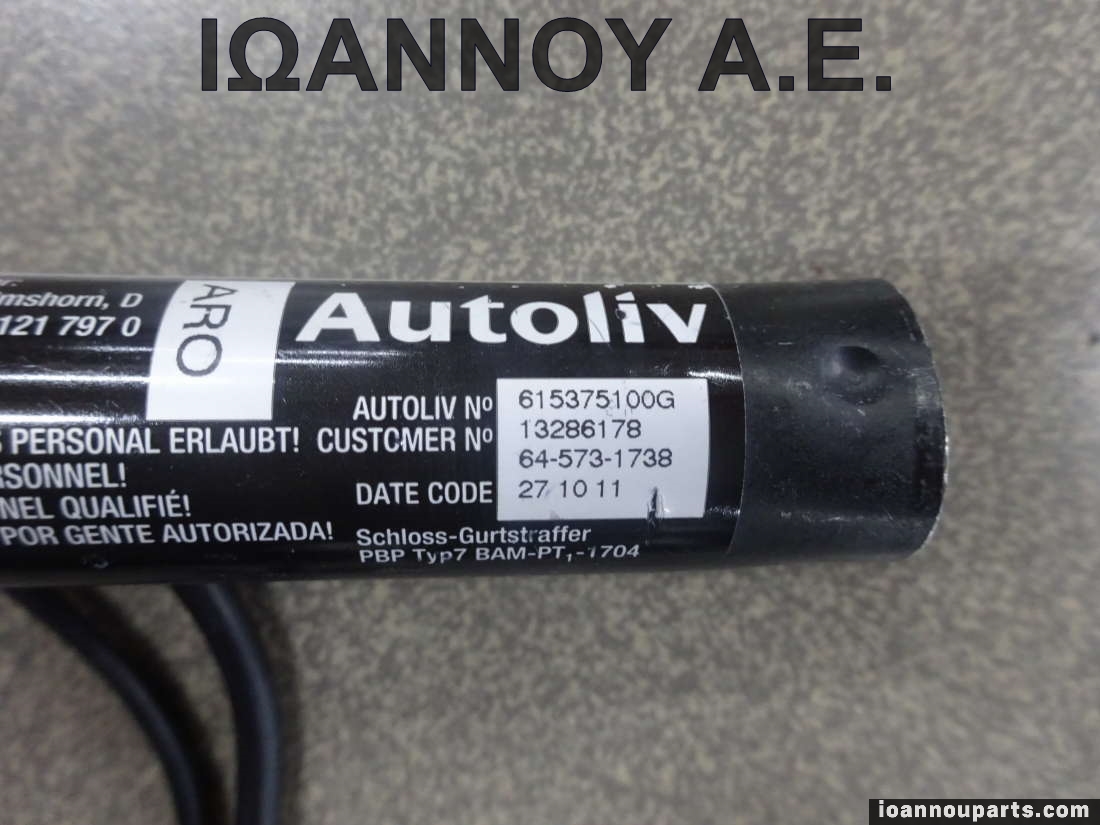 ΙΩΑΝΝΟΥ Α.Ε.
mshorn, D
121 797 0
ARO
Autoliv
AUTOLIV Nº 615375100G
CUSTOMER Nº 13286178
64-573-1738
DATE CODE 27 10 11
PERSONAL ERLAUBT!
RSONNEL!
NEL QUALIFIÉ!
POR GENTE AUTORIZADA!
Schloss-Gurtstraffer
PBP Typ7 BAM-PT₁-1704
ioannouparts.com